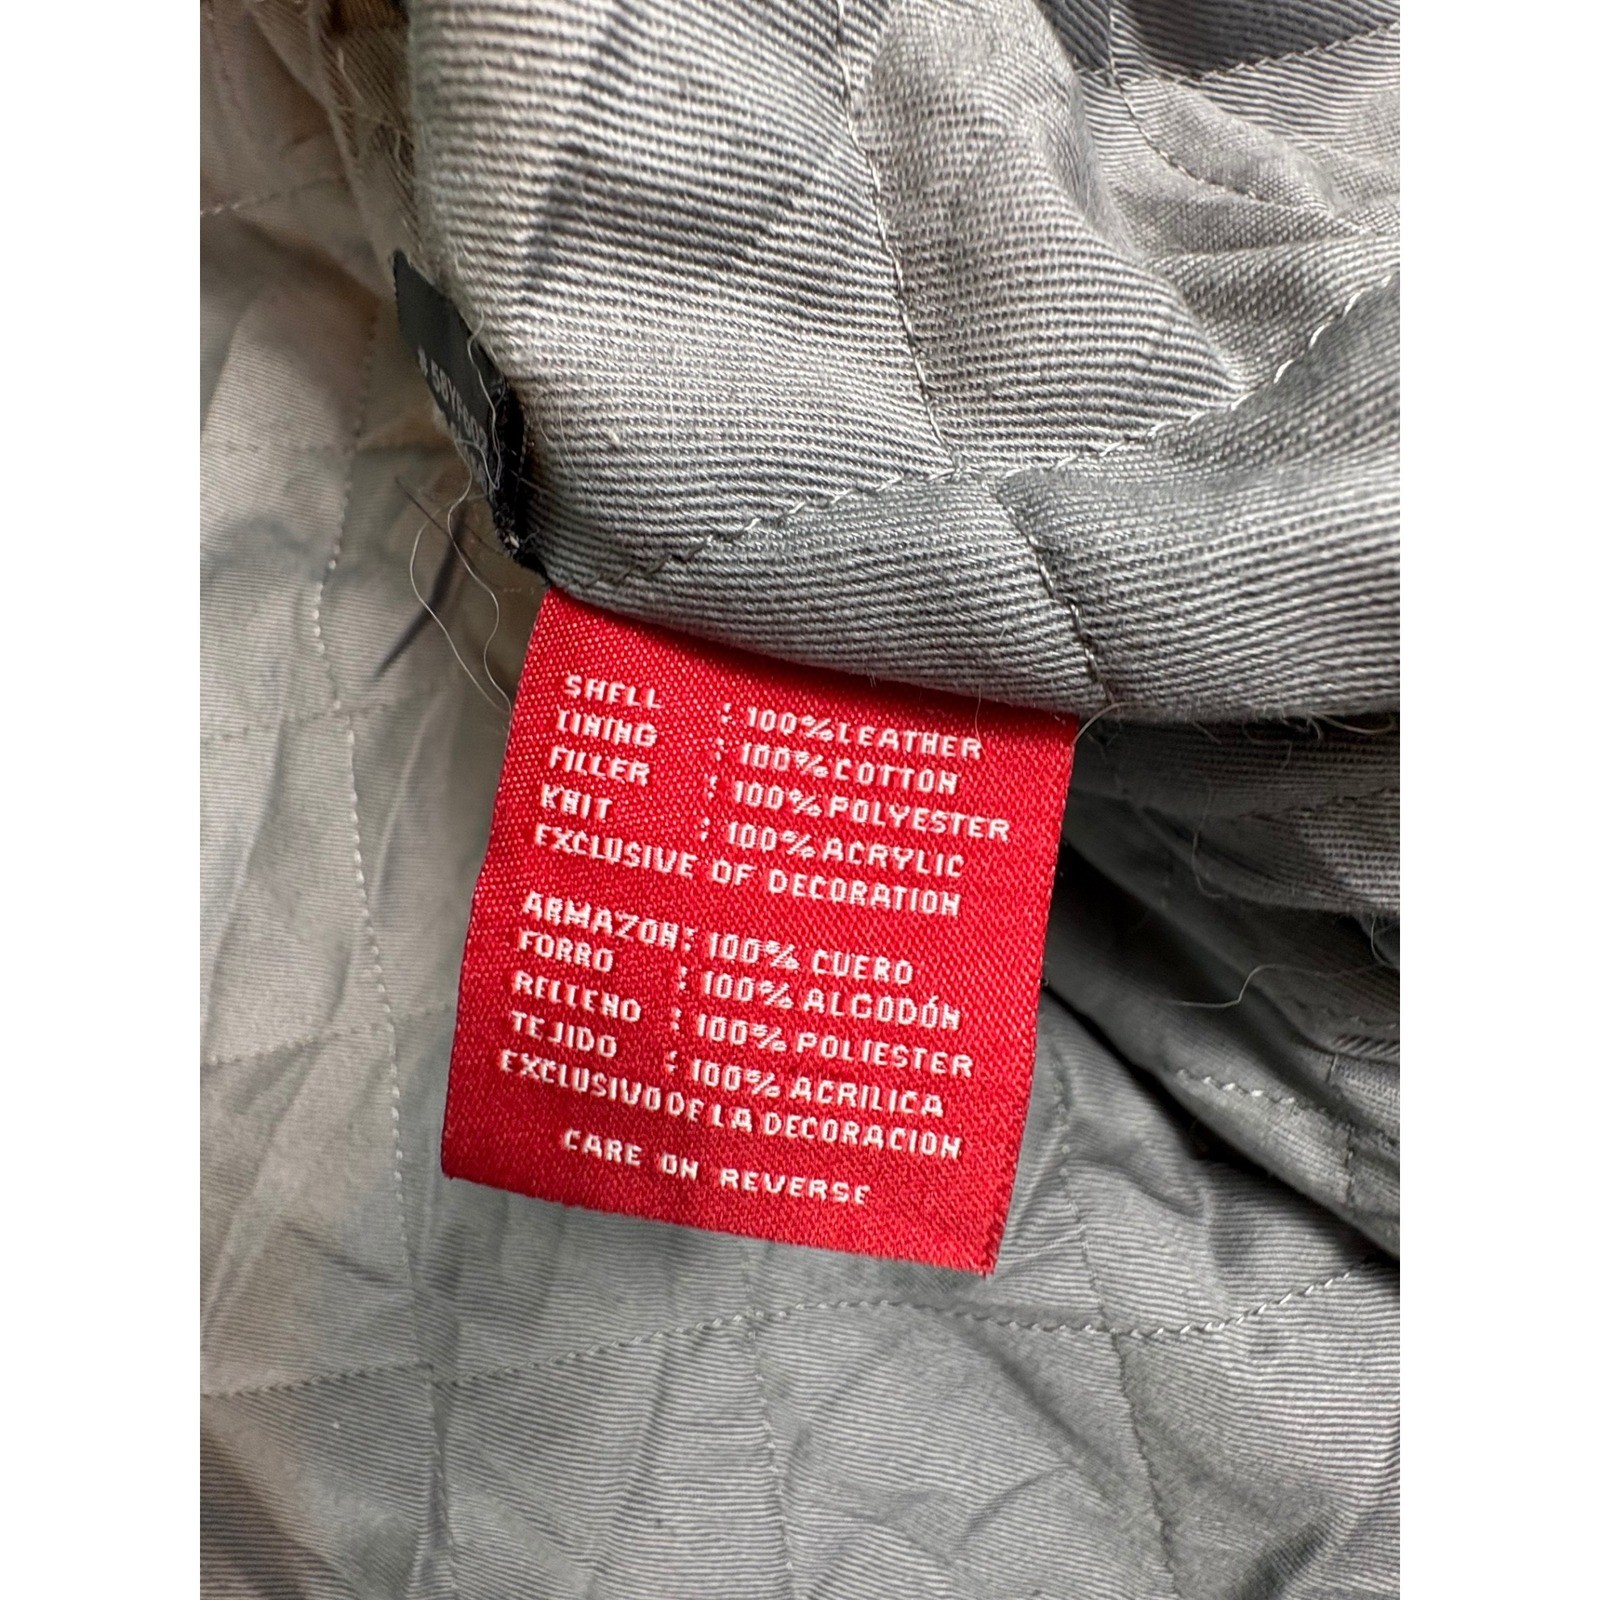 SHELL : 100% LEATHER
LINING : 100% COTTON
FILLER : 100% POLYESTER
KNIT : 100% ACRYLIC
EXCLUSIVE OF DECORATION
ARMAZON: 100% CUERO
FORRO : 100% ALGODÓN
RELLENO : 100% POLIESTER
TEJIDO : 100% ACRILICA
EXCLUSIVO DE LA DECORACION
CARE ON REVERSE